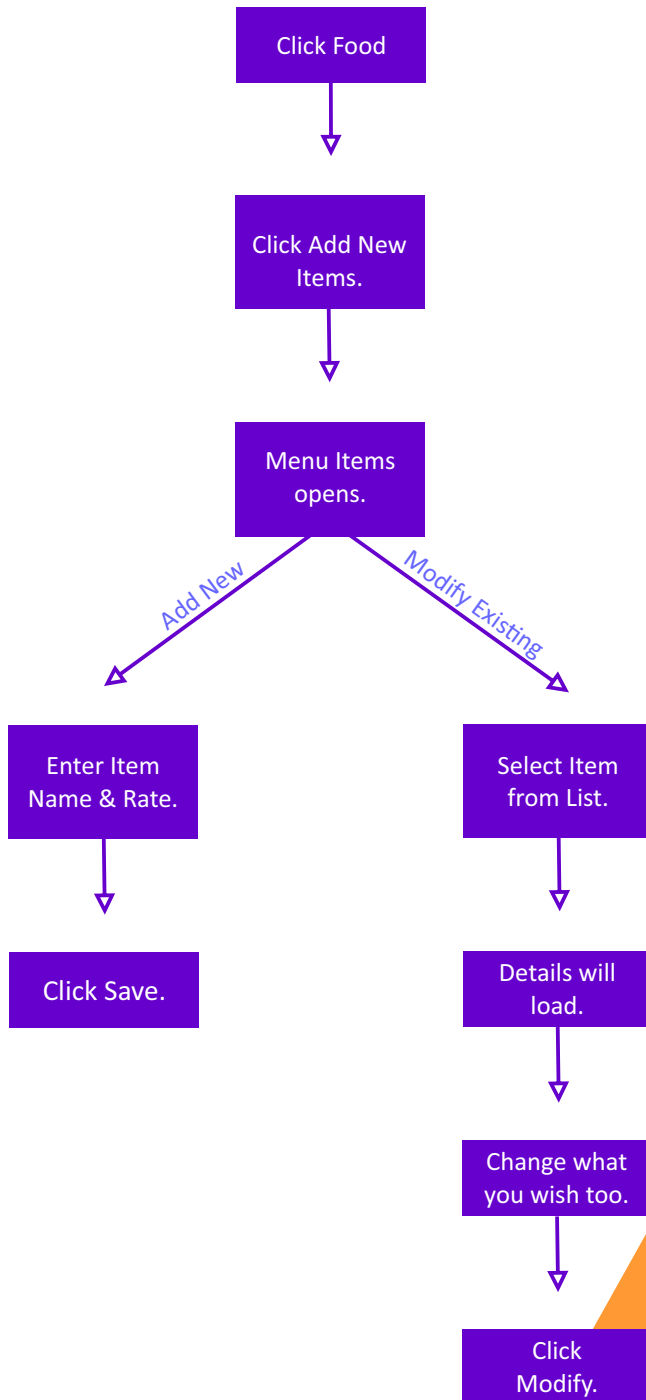 Click Food
Click Add New
Items.
Menu Items
opens.
Add New
Modify Existing
Enter Item
Name & Rate.
Click Save.
Select Item
from List.
Details will
load.
Change what
you wish too.
Click
Modify.